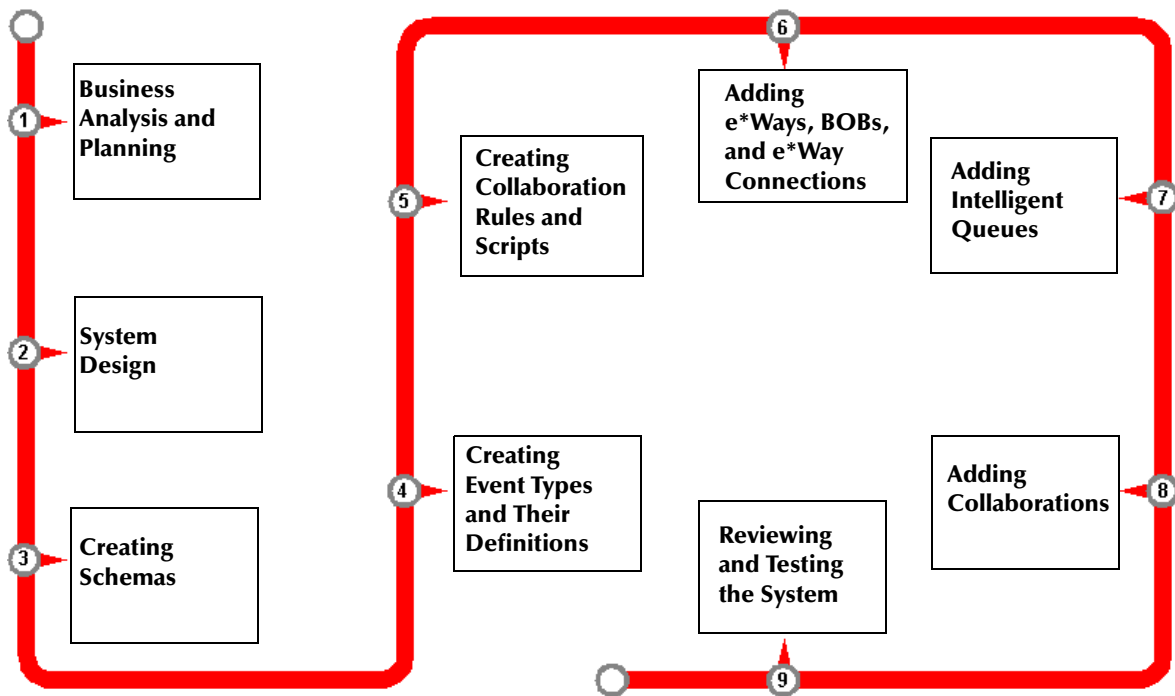 1
Business
Analysis and
Planning
2
System
Design
3
Creating
Schemas
4
Creating
Event Types
and Their
Definitions
5
Creating
Collaboration
Rules and
Scripts
6
Adding
e*Ways, BOBs,
and e*Way
Connections
7
Adding
Intelligent
Queues
8
Adding
Collaborations
9
Reviewing
and Testing
the System